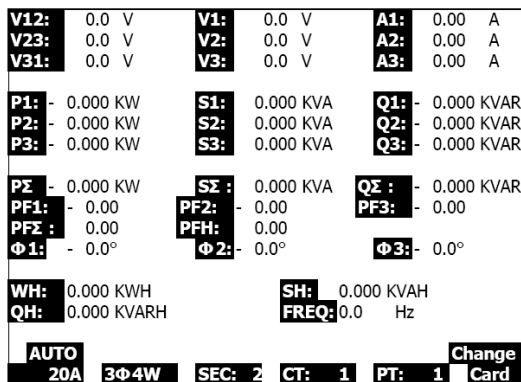 V12: 0.0 V V1: 0.0 V A1: 0.00 A
V23: 0.0 V V2: 0.0 V A2: 0.00 A
V31: 0.0 V V3: 0.0 V A3: 0.00 A
P1: - 0.000 KW S1: 0.000 KVA Q1: - 0.000 KVAR
P2: - 0.000 KW S2: 0.000 KVA Q2: - 0.000 KVAR
P3: - 0.000 KW S3: 0.000 KVA Q3: - 0.000 KVAR
PΣ - 0.000 KW SΣ : 0.000 KVA QΣ : - 0.000 KVAR
PF1: - 0.00 PF2: - 0.00 PF3: - 0.00
PFΣ : 0.00 PFH: 0.00
Φ1: - 0.0° Φ2: - 0.0° Φ3: - 0.0°
WH: 0.000 KWH SH: 0.000 KVAH
QH: 0.000 KVARH FREQ: 0.0 Hz
AUTO Change
20A 3Φ4W SEC: 2 CT: 1 PT: 1 Card